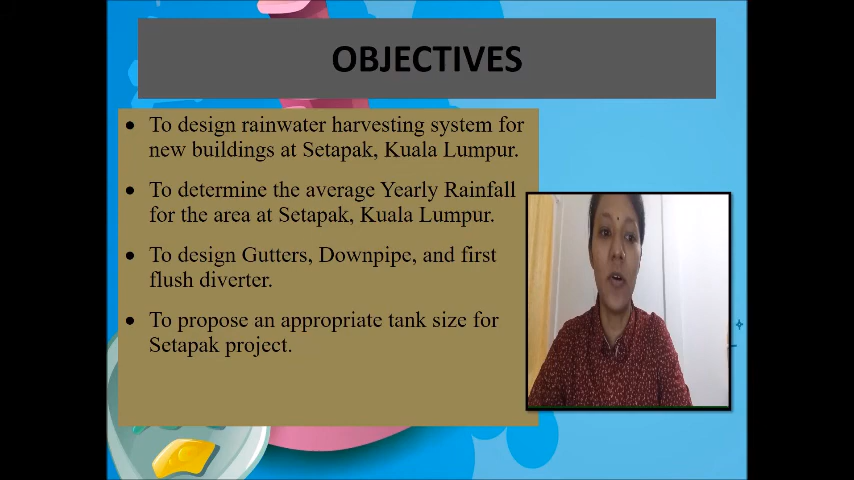 OBJECTIVES
• To design rainwater harvesting system for
new buildings at Setapak, Kuala Lumpur.
• To determine the average Yearly Rainfall
for the area at Setapak, Kuala Lumpur.
• To design Gutters, Downpipe, and first
flush diverter.
• To propose an appropriate tank size for
Setapak project.